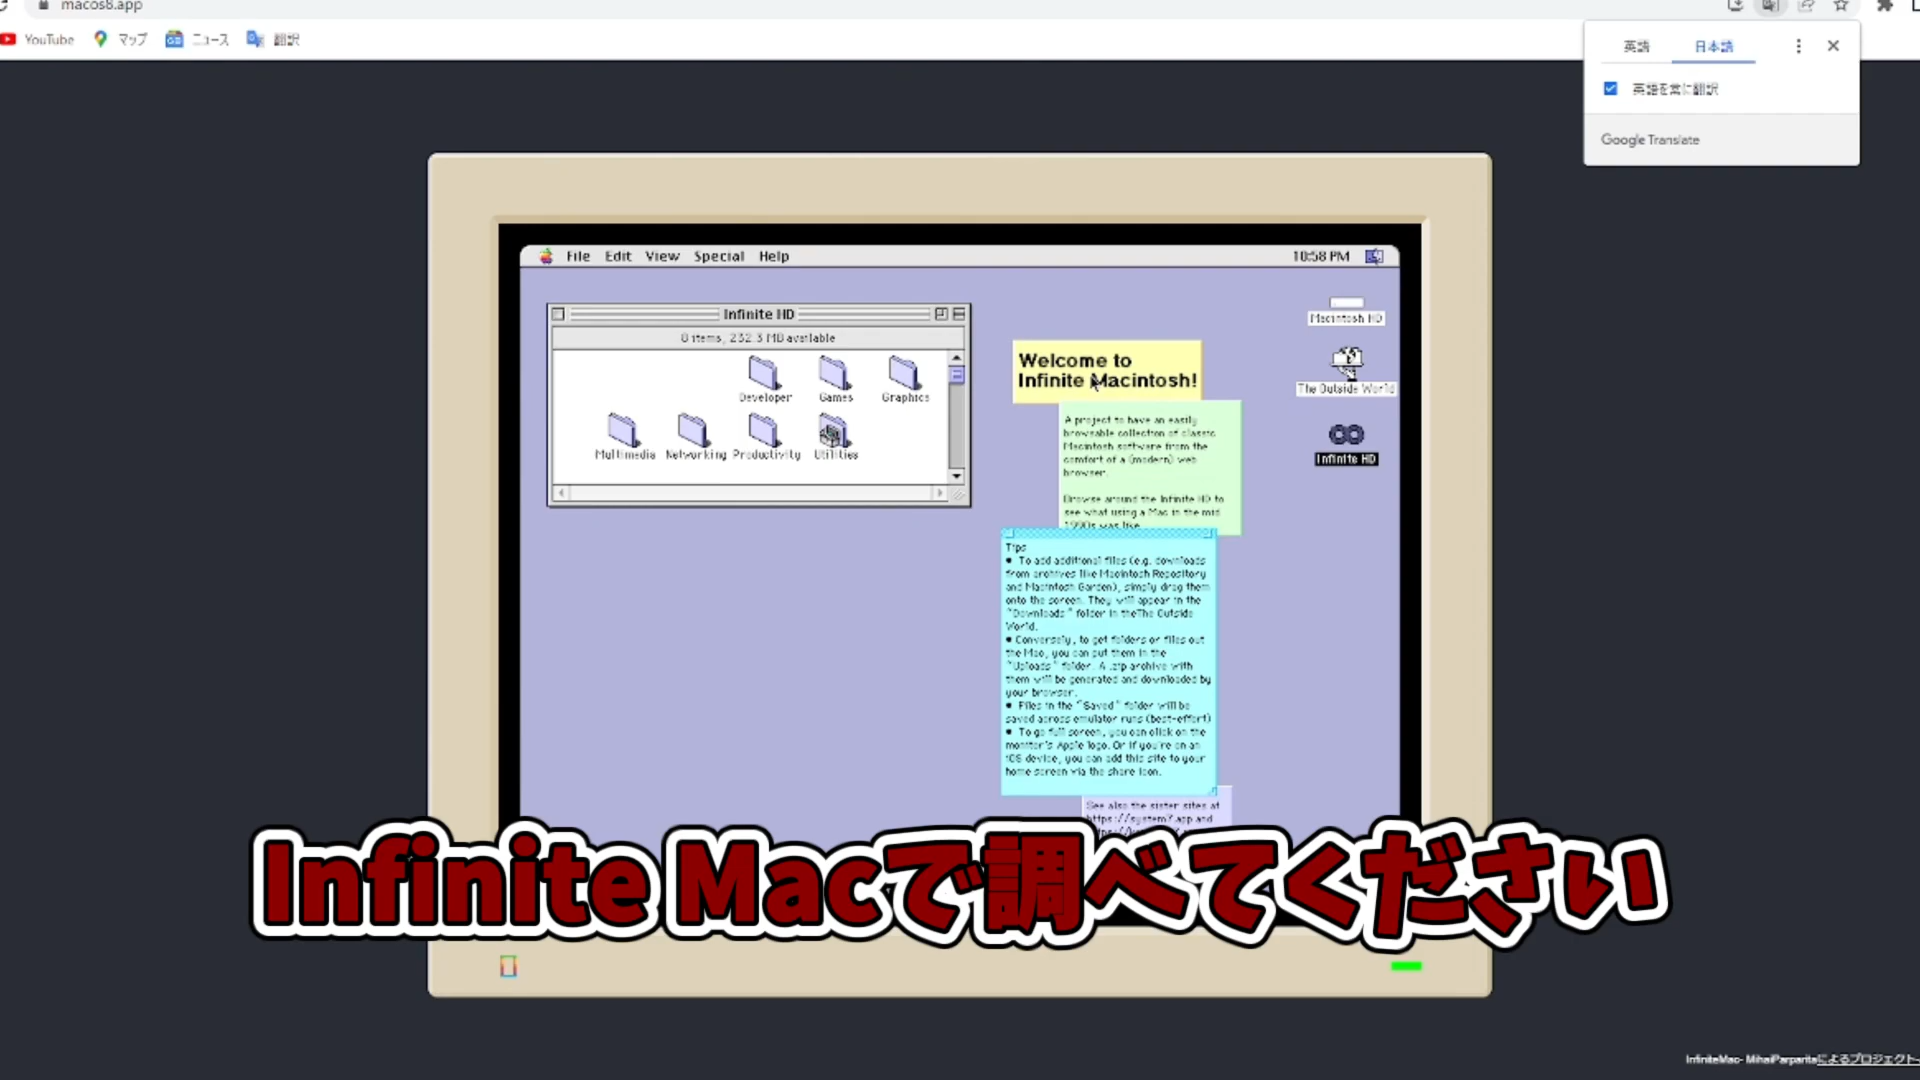 macos8.app
YouTube
マップ
ニュース
翻訳
英語
日本語
英語を常に翻訳
Google Translate
File Edit View Special Help
10:58 PM
Infinite HD
8 items, 232.3 MB available
Developer Games Graphics
Multimedia Networking Productivity Utilities
Macintosh HD
The Outside World
Infinite HD
Welcome to
Infinite Macintosh!
A project to have an easily
browseable collection of classic
Macintosh software from the
comfort of a (modern) web
browser.
Browse around the Infinite HD to
see what using a Mac in the mid
1990s was like.
Tips
● To add additional files (e.g. downloads
from archives like Macintosh Repository
and Macintosh Garden), simply drag them
onto the screen. They will appear in the
"Downloads" folder in the The Outside
World.
● Conversely, to get folders or files out
the Mac, you can put them in the
"Uploads" folder. A .zip archive with
them will be generated and downloaded by
your browser.
● Files in the "Saved" folder will be
saved across emulator runs (best-effort)
● To go full screen, you can click on the
monitor's Apple logo. Or if you're on an
iOS device, you can add this site to your
home screen via the share icon.
See also the sister sites at
https://system7.app and
Infinite Macで調べてください
InfiniteMac- MihaiParparitaによるプロジェクト